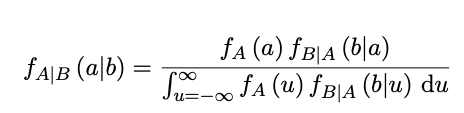 f_{A|B} (a|b) = \frac{f_A (a) f_{B|A} (b|a)}{\int_{u=-\infty}^{\infty} f_A (u) f_{B|A} (b|u) du}